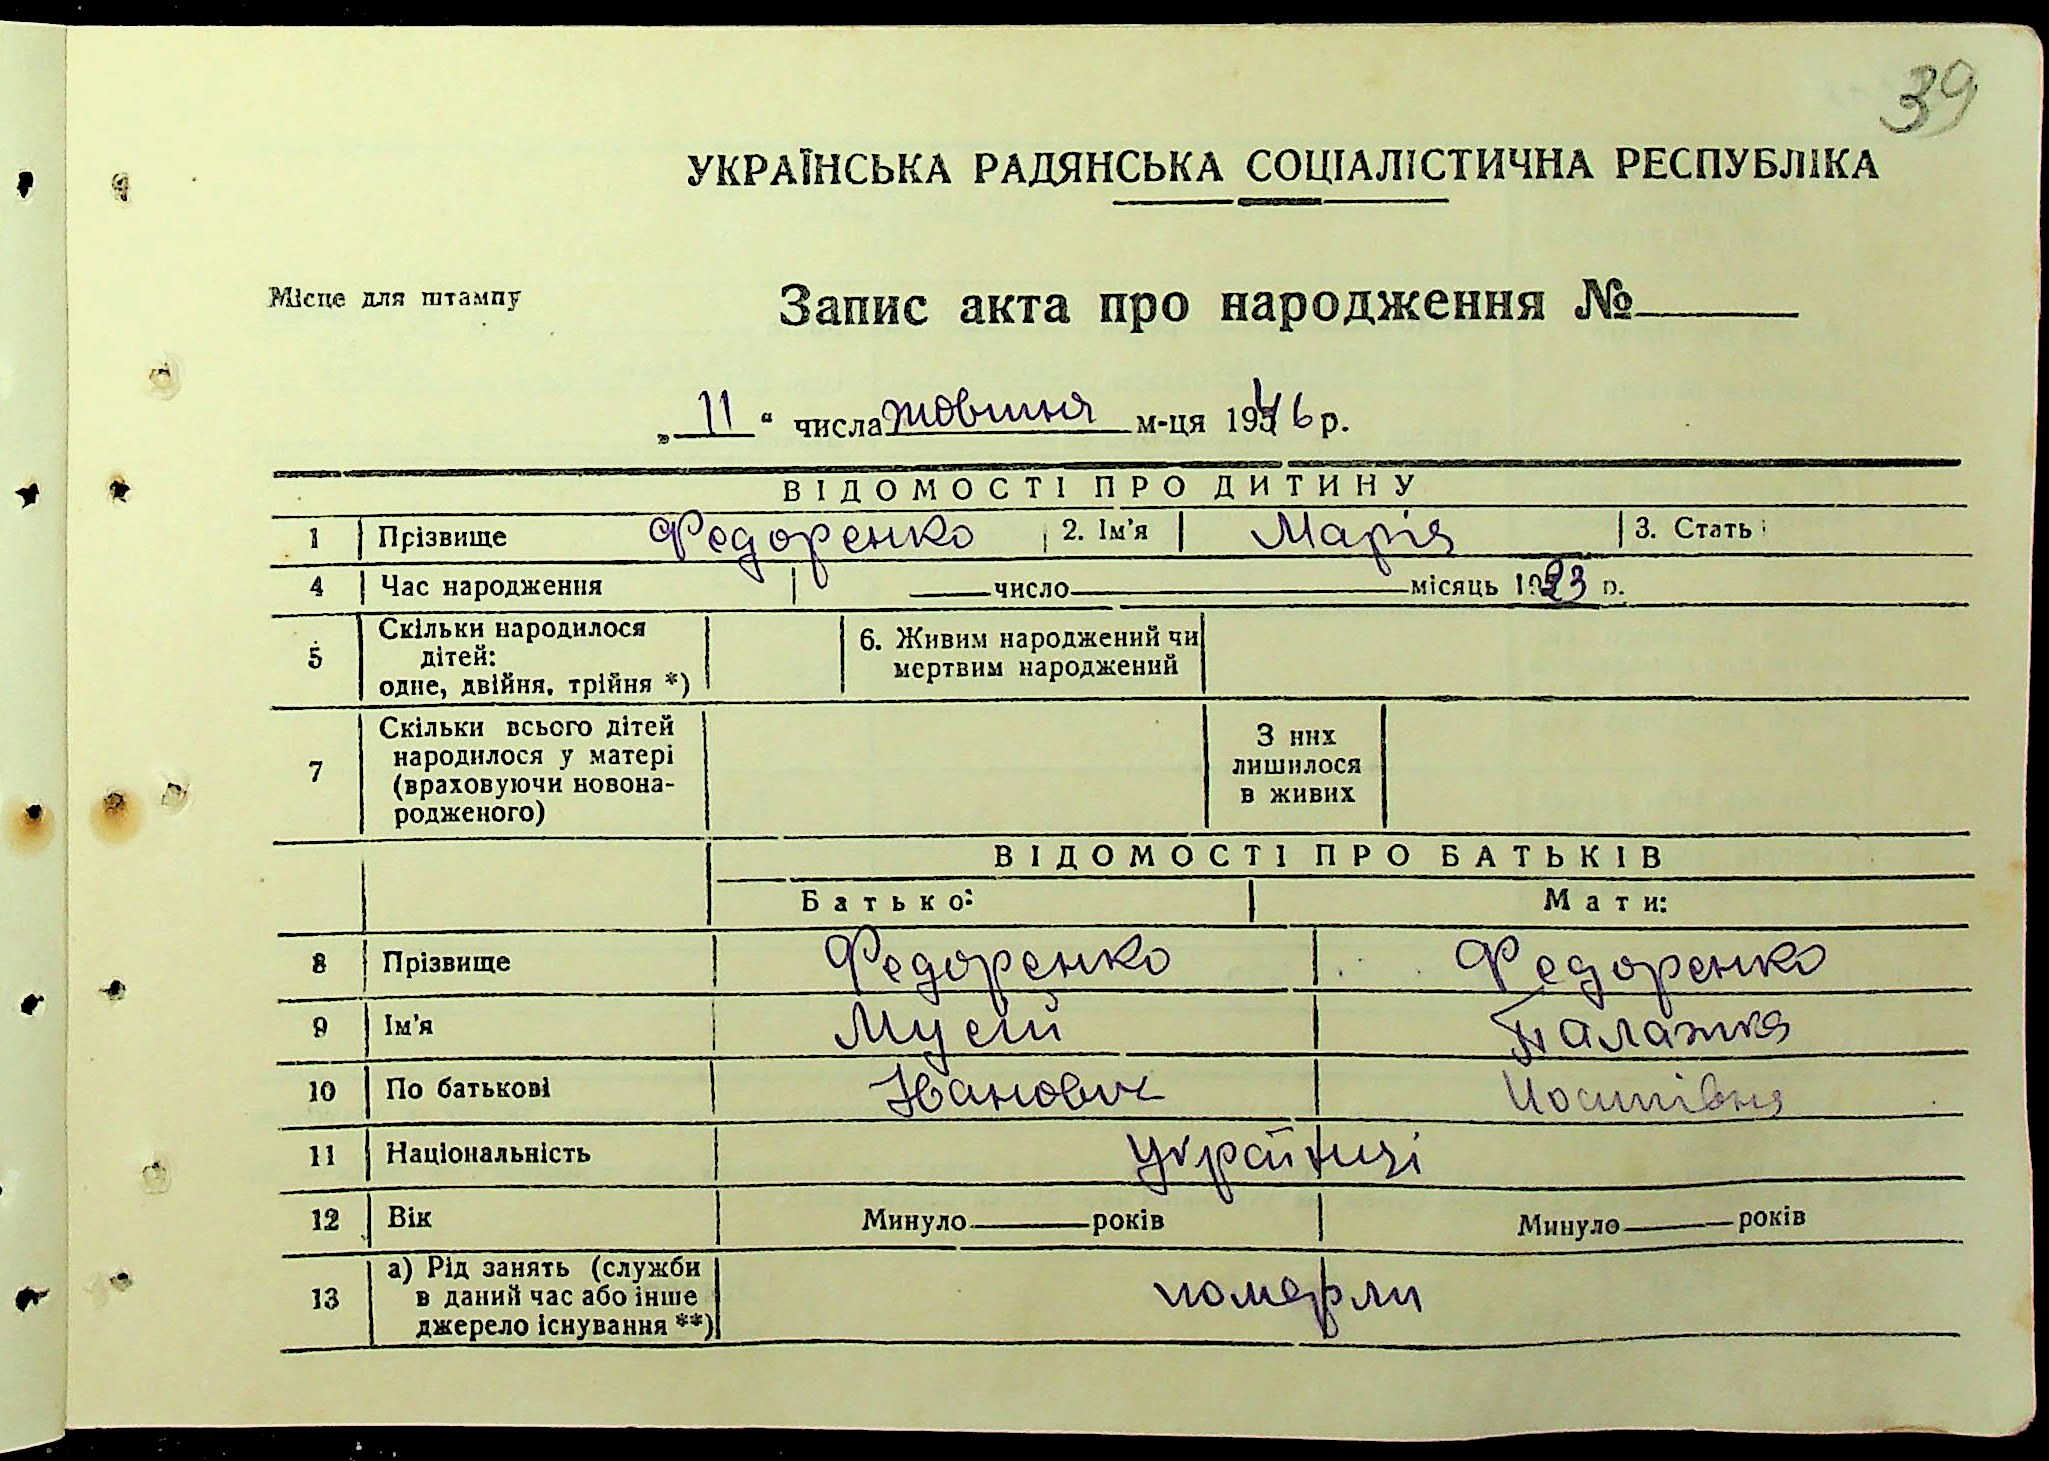 39
УКРАЇНСЬКА РАДЯНСЬКА СОЦІАЛІСТИЧНА РЕСПУБЛІКА
Місце для штампу
Запис акта про народження №
„ 11 “ числа жовтня м-ця 1946 р.
ВІДОМОСТІ ПРО ДИТИНУ
1 Прізвище Федоренко 2. Ім'я Марія 3. Стать
4 Час народження число місяць 1923 р.
5 Скільки народилося дітей: одне, двійня, трійня *) 6. Живим народжений чи мертвим народжений
7 Скільки всього дітей народилося у матері (враховуючи новонародженого) З них лишилося в живих
ВІДОМОСТІ ПРО БАТЬКІВ
Батько: Мати:
8 Прізвище Федоренко Федоренко
9 Ім'я Мусій Палажка
10 По батькові Іванович Йосипівна
11 Національність українці
12 Вік Минуло років Минуло років
13 а) Рід занять (служби в даний час або інше джерело існування **) померли